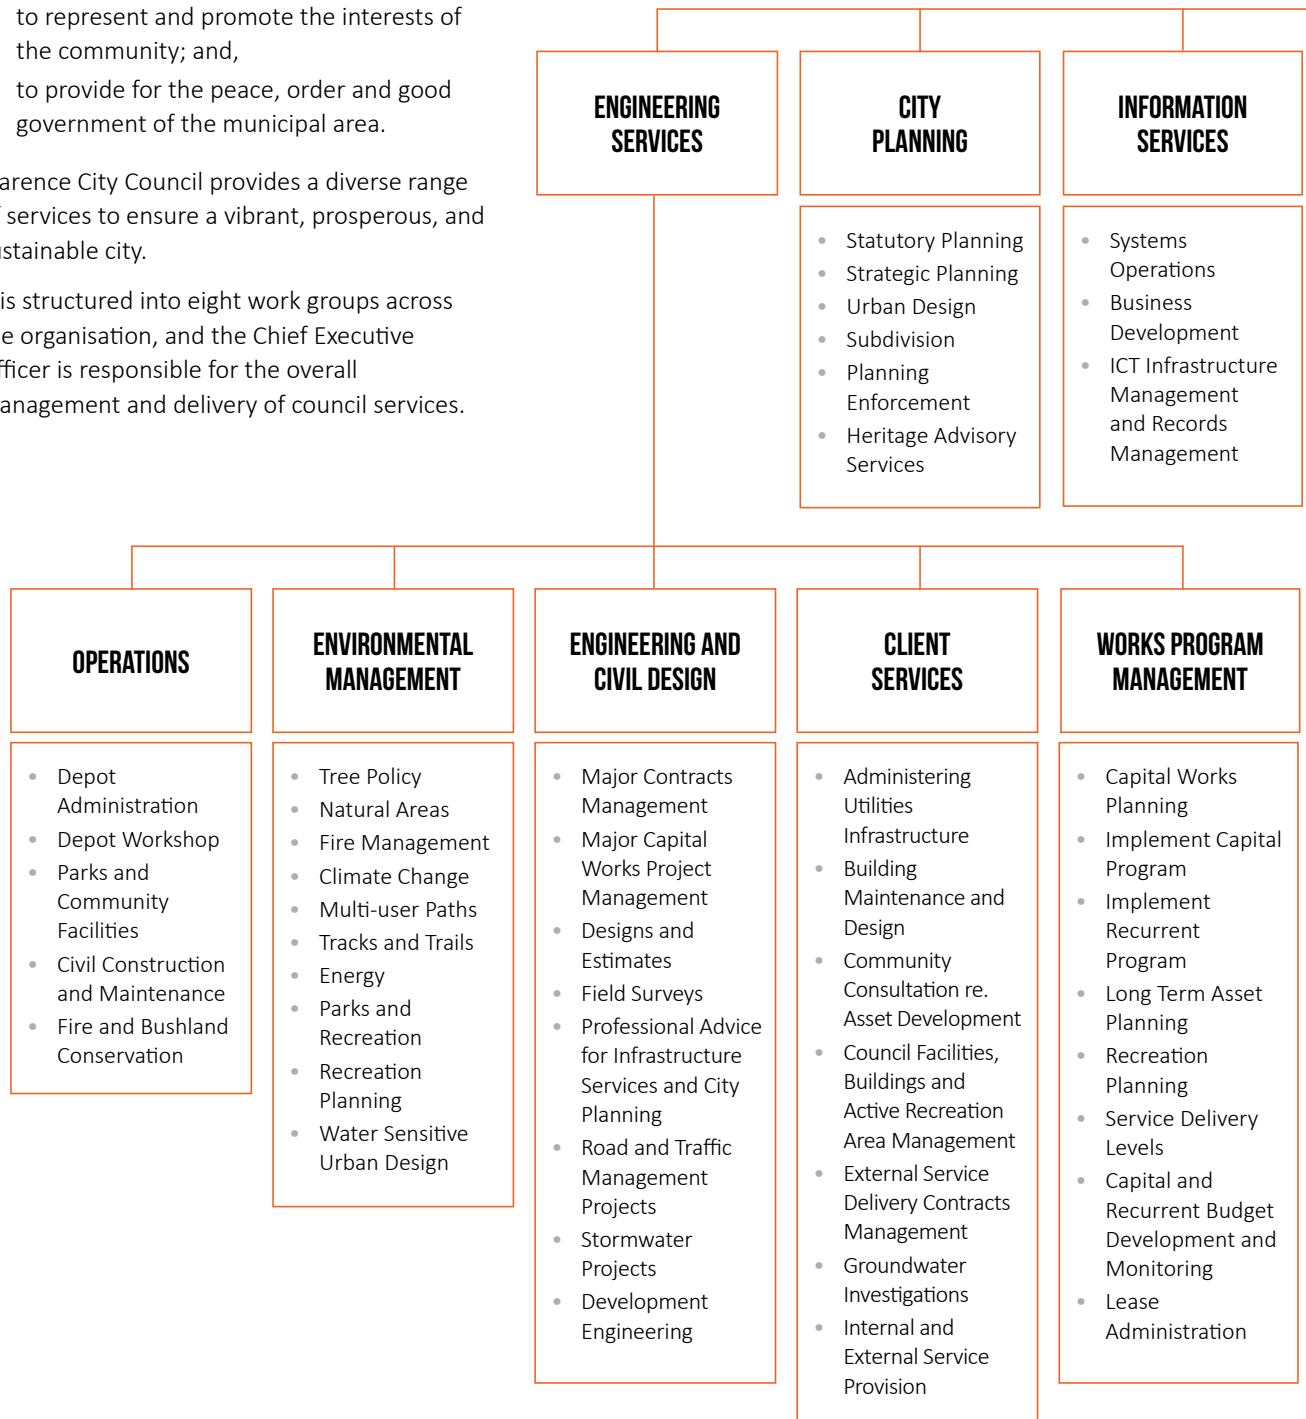 to represent and promote the interests of
the community; and,
to provide for the peace, order and good
government of the municipal area.
arence City Council provides a diverse range
services to ensure a vibrant, prosperous, and
ustainable city.
is structured into eight work groups across
e organisation, and the Chief Executive
fficer is responsible for the overall
anagement and delivery of council services.
ENGINEERING
SERVICES
CITY
PLANNING
• Statutory Planning
• Strategic Planning
• Urban Design
• Subdivision
• Planning
Enforcement
• Heritage Advisory
Services
INFORMATION
SERVICES
• Systems
Operations
• Business
Development
• ICT Infrastructure
Management
and Records
Management
OPERATIONS
• Depot
Administration
• Depot Workshop
• Parks and
Community
Facilities
• Civil Construction
and Maintenance
• Fire and Bushland
Conservation
ENVIRONMENTAL
MANAGEMENT
• Tree Policy
• Natural Areas
• Fire Management
• Climate Change
• Multi-user Paths
• Tracks and Trails
• Energy
• Parks and
Recreation
• Recreation
Planning
• Water Sensitive
Urban Design
ENGINEERING AND
CIVIL DESIGN
• Major Contracts
Management
• Major Capital
Works Project
Management
• Designs and
Estimates
• Field Surveys
• Professional Advice
for Infrastructure
Services and City
Planning
• Road and Traffic
Management
Projects
• Stormwater
Projects
• Development
Engineering
CLIENT
SERVICES
• Administering
Utilities
Infrastructure
• Building
Maintenance and
Design
• Community
Consultation re.
Asset Development
• Council Facilities,
Buildings and
Active Recreation
Area Management
• External Service
Delivery Contracts
Management
• Groundwater
Investigations
• Internal and
External Service
Provision
WORKS PROGRAM
MANAGEMENT
• Capital Works
Planning
• Implement Capital
Program
• Implement
Recurrent
Program
• Long Term Asset
Planning
• Recreation
Planning
• Service Delivery
Levels
• Capital and
Recurrent Budget
Development and
Monitoring
• Lease
Administration